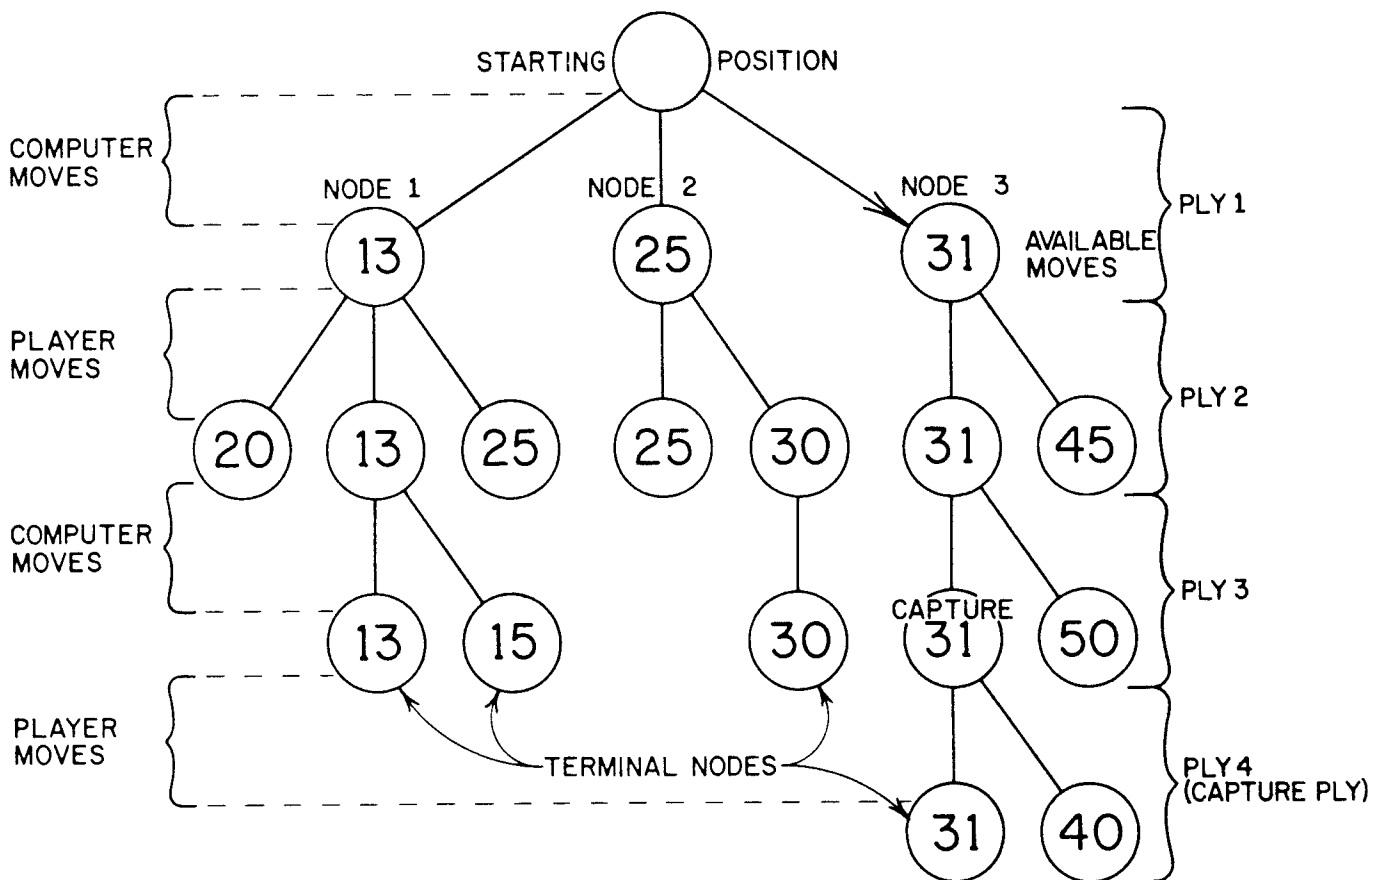 STARTING POSITION
COMPUTER
MOVES
NODE 1
NODE 2
NODE 3
PLY 1
13
25
31
AVAILABLE
MOVES
PLAYER
MOVES
PLY 2
20
13
25
25
30
31
45
COMPUTER
MOVES
PLY 3
CAPTURE
13
15
30
31
50
PLAYER
MOVES
TERMINAL NODES
PLY 4
(CAPTURE PLY)
31
40